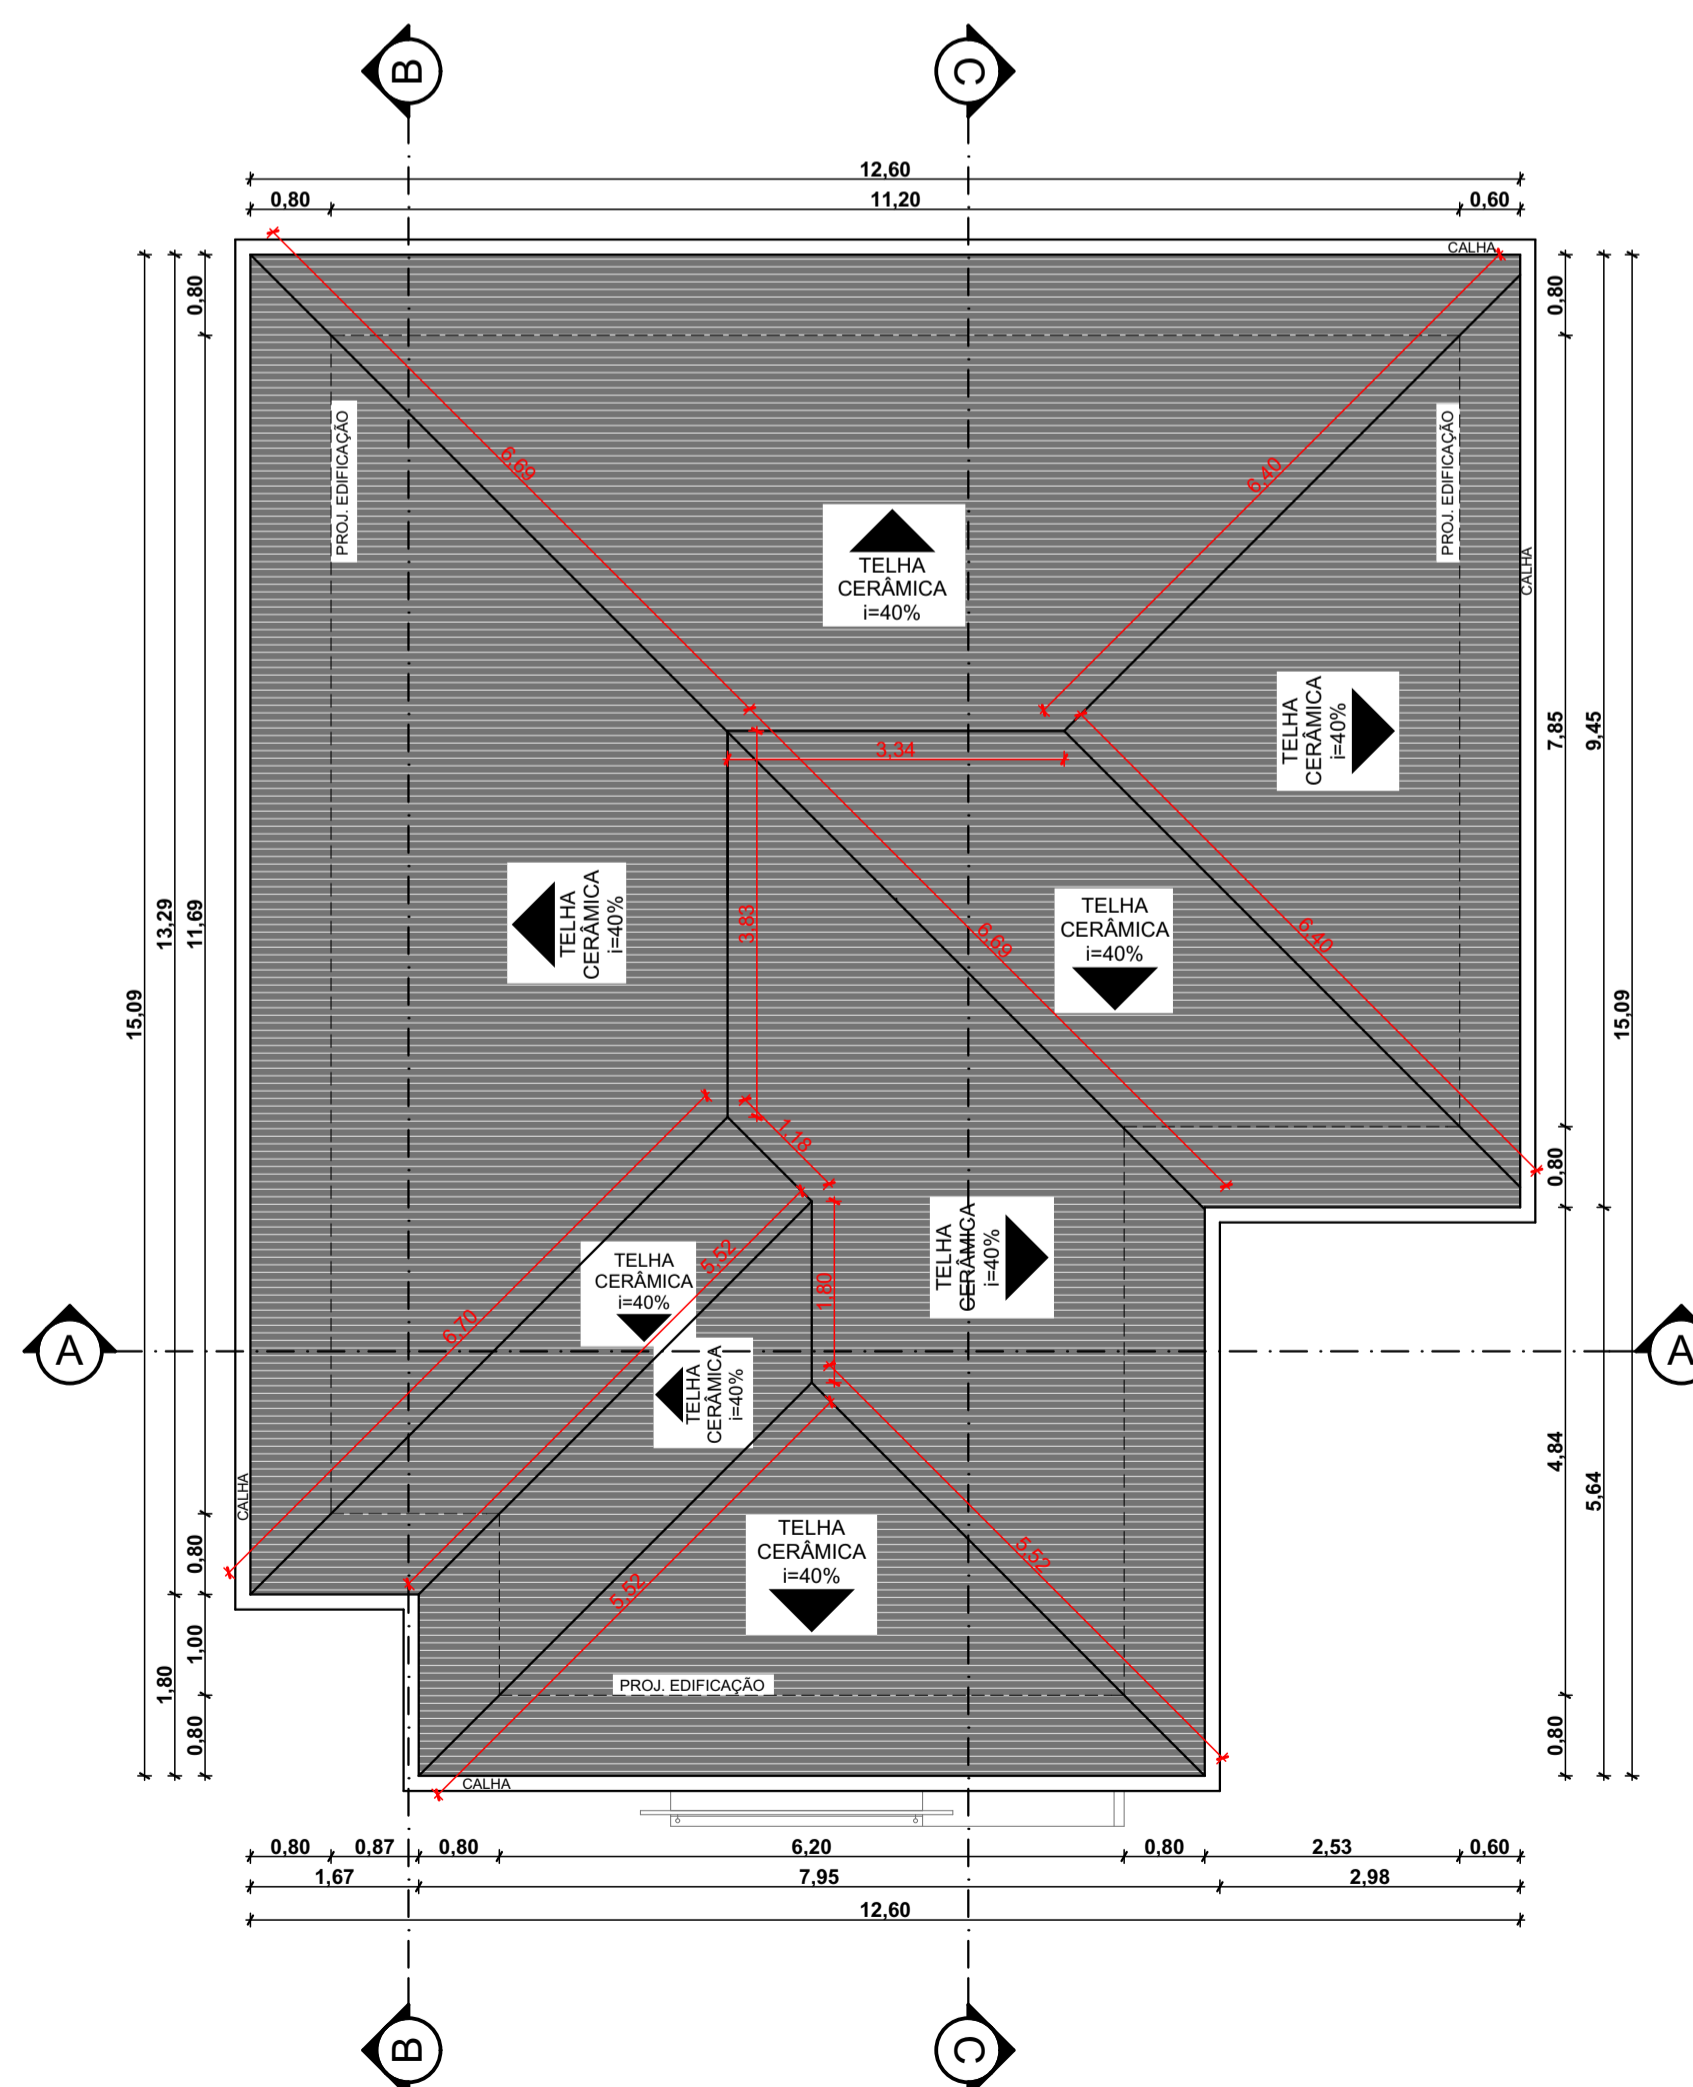 B
C
12,60
0,80
11,20
0,60
CALHA
0,80
0,80
PROJ. EDIFICAÇÃO
PROJ. EDIFICAÇÃO
6,69
6,40
TELHA
CERÂMICA
i=40%
CALHA
TELHA
CERÂMICA
i=40%
7,85
9,45
3,34
TELHA
CERÂMICA
i=40%
TELHA
CERÂMICA
i=40%
3,83
6,69
6,40
13,29
11,69
15,09
15,09
1,18
0,80
TELHA
CERÂMICA
i=40%
5,52
TELHA
CERÂMICA
i=40%
1,80
6,70
A
A
TELHA
CERÂMICA
i=40%
4,84
5,64
CALHA
TELHA
CERÂMICA
i=40%
0,80
5,52
5,52
1,00
1,80
PROJ. EDIFICAÇÃO
0,80
0,80
CALHA
0,80
0,87
0,80
6,20
0,80
2,53
0,60
1,67
7,95
2,98
12,60
B
C